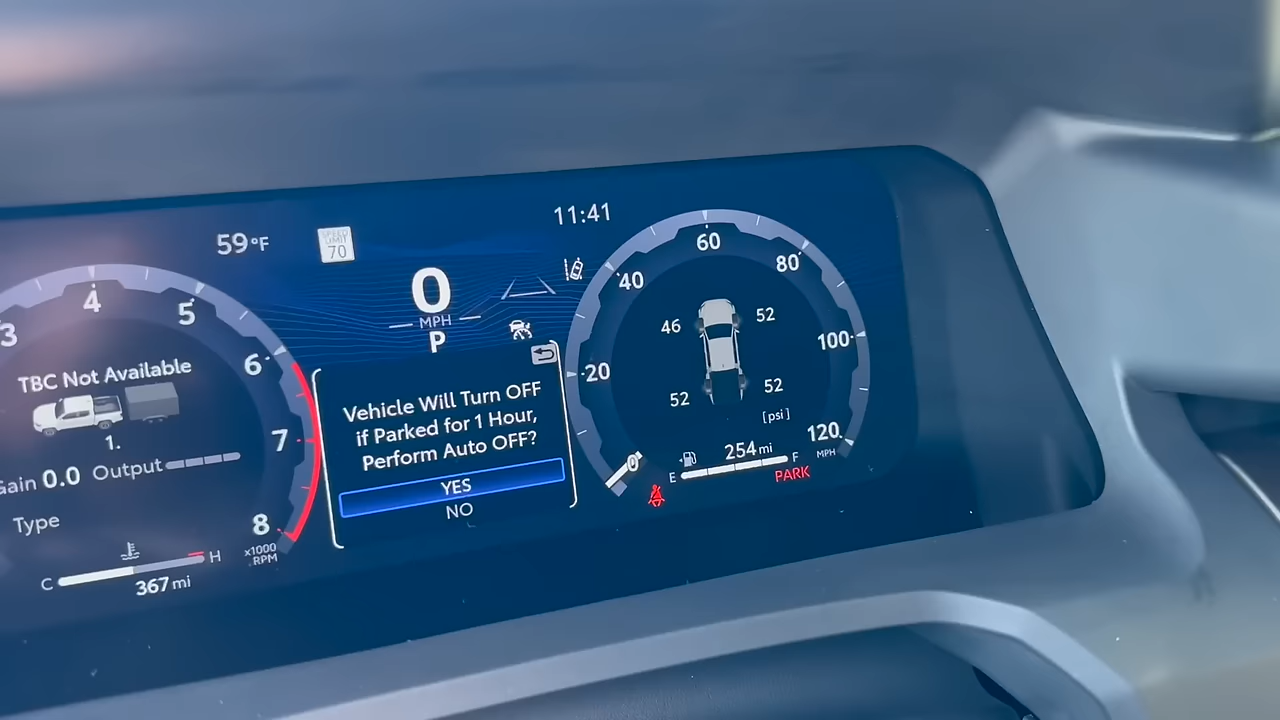 59°F
SPEED
LIMIT
70
11:41
0
MPH
P
3
4
5
6
7
8
x1000
RPM
TBC Not Available
1.
Gain 0.0 Output
Type
C
H
367 mi
Vehicle Will Turn OFF
if Parked for 1 Hour,
Perform Auto OFF?
YES
NO
0
20
40
60
80
100
120
MPH
46
52
52
52
[psi]
254 mi
E
F
PARK